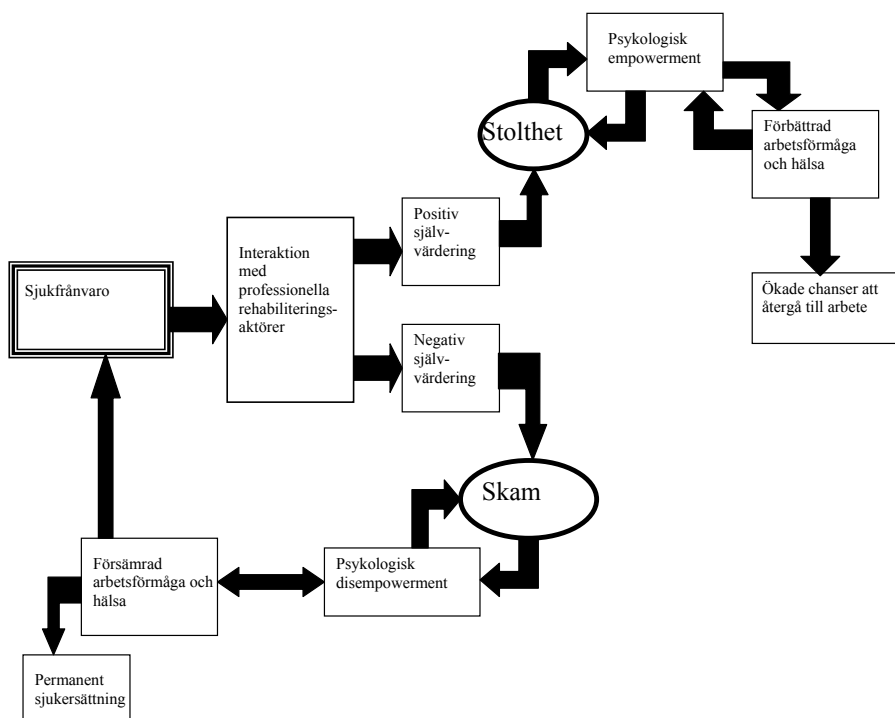 Psykologisk
empowerment
Stolthet
Förbättrad
arbetsförmåga
och hälsa
Positiv
själv-
värdering
Interaktion
med
professionella
rehabiliterings-
aktörer
Sjukfrånvaro
Ökade chanser att
återgå till arbete
Negativ
själv-
värdering
Skam
Psykologisk
disempowerment
Försämrad
arbetsförmåga och
hälsa
Permanent
sjukersättning